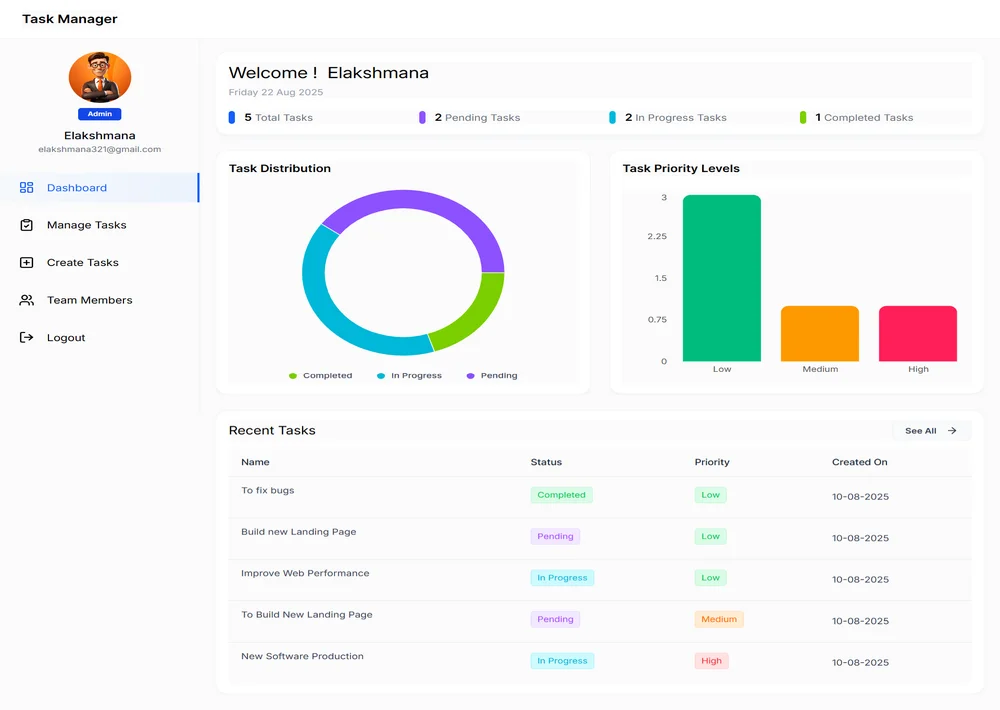 Task Manager
Admin
Elakshmana
elakshmana321@gmail.com
Dashboard
Manage Tasks
Create Tasks
Team Members
Logout
Welcome ! Elakshmana
Friday 22 Aug 2025
5 Total Tasks
2 Pending Tasks
2 In Progress Tasks
1 Completed Tasks
Task Distribution
Completed
In Progress
Pending
Task Priority Levels
3
2.25
1.5
0.75
0
Low
Medium
High
Recent Tasks
See All
Name Status Priority Created On
To fix bugs Completed Low 10-08-2025
Build new Landing Page Pending Low 10-08-2025
Improve Web Performance In Progress Low 10-08-2025
To Build New Landing Page Pending Medium 10-08-2025
New Software Production In Progress High 10-08-2025